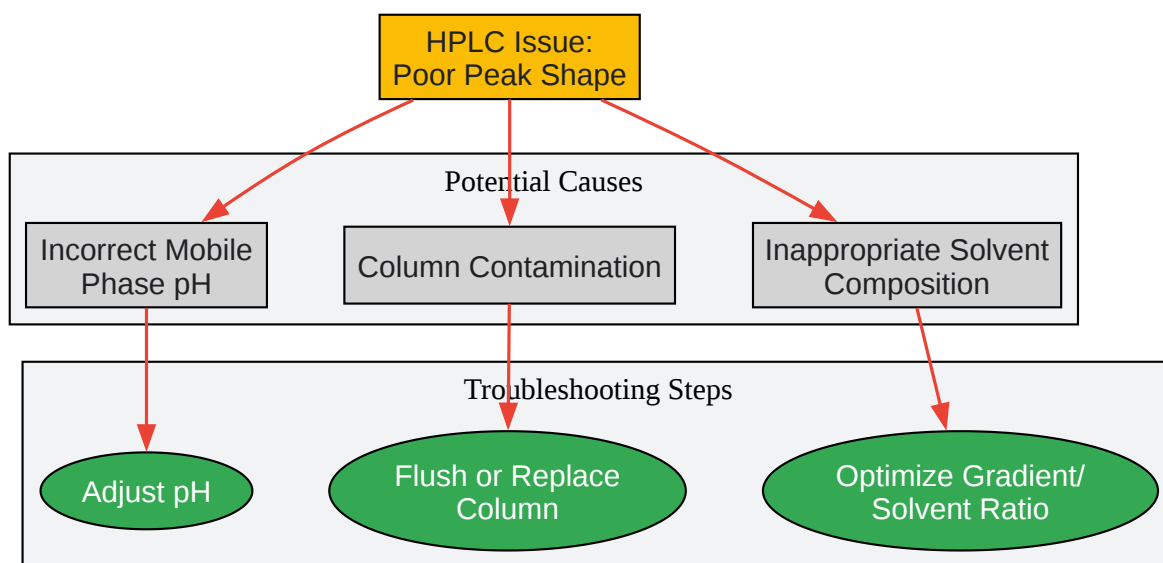 HPLC Issue:
Poor Peak Shape
Potential Causes
Incorrect Mobile
Phase pH
Column Contamination
Inappropriate Solvent
Composition
Troubleshooting Steps
Adjust pH
Flush or Replace
Column
Optimize Gradient/
Solvent Ratio